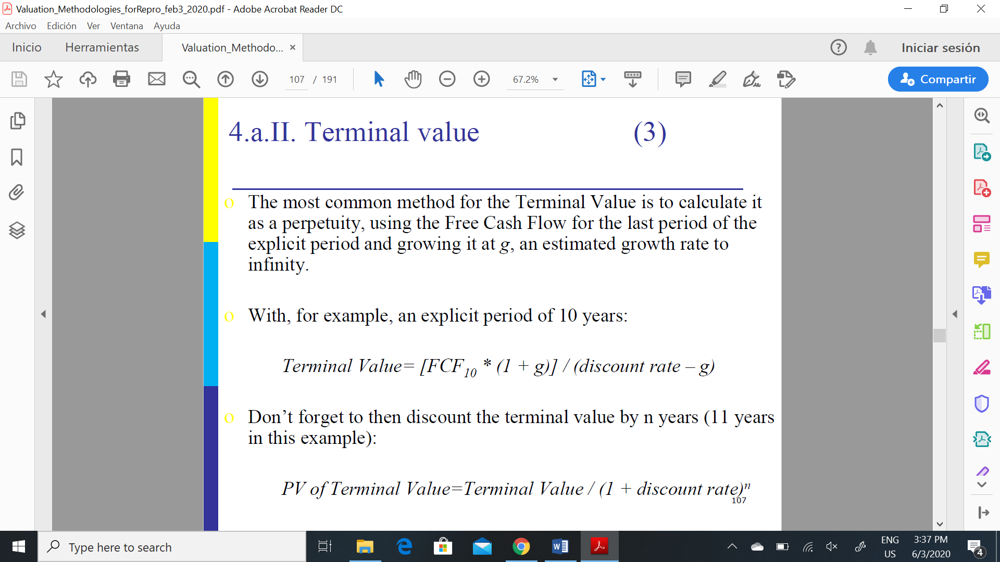 Valuation_Methodologies_forRepro_feb3_2020.pdf - Adobe Acrobat Reader DC
Archivo Edición Ver Ventana Ayuda
Inicio Herramientas Valuation_Methodo... × Iniciar sesión
107 / 191 67.2% Compartir
4.a.II. Terminal value (3)
o The most common method for the Terminal Value is to calculate it
as a perpetuity, using the Free Cash Flow for the last period of the
explicit period and growing it at g, an estimated growth rate to
infinity.
o With, for example, an explicit period of 10 years:
Terminal Value= [FCF10 * (1 + g)] / (discount rate – g)
o Don’t forget to then discount the terminal value by n years (11 years
in this example):
PV of Terminal Value=Terminal Value / (1 + discount rate)n
107
Type here to search
ENG 3:37 PM
US 6/3/2020 4